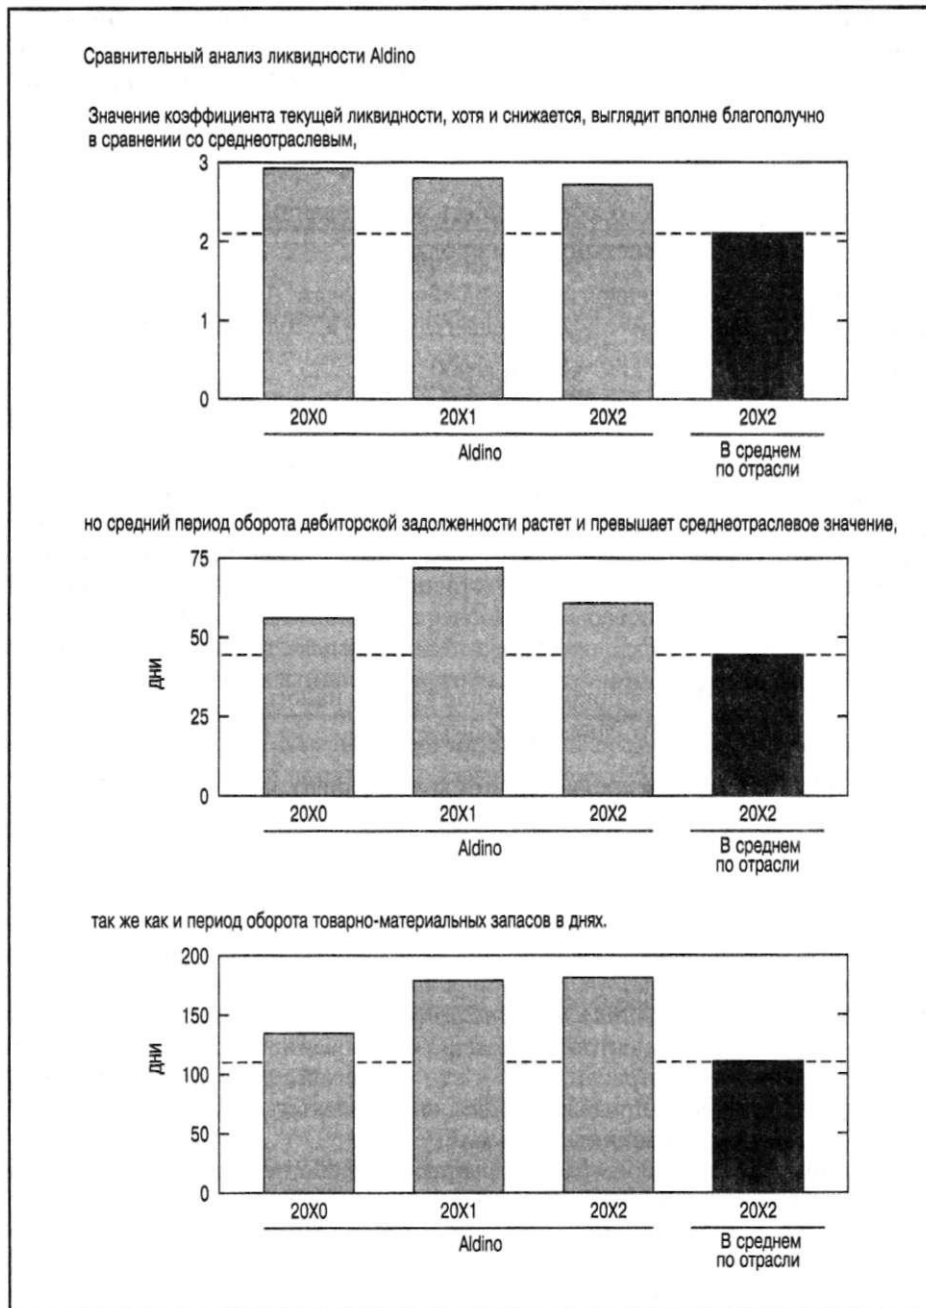 Сравнительный анализ ликвидности Aldino
Значение коэффициента текущей ликвидности, хотя и снижается, выглядит вполне благополучно
в сравнении со среднеотраслевым,
3
2
1
0
20X0 20X1 20X2 20X2
Aldino В среднем
по отрасли
но средний период оборота дебиторской задолженности растет и превышает среднеотраслевое значение,
75
50
25
0
дни
20X0 20X1 20X2 20X2
Aldino В среднем
по отрасли
так же как и период оборота товарно-материальных запасов в днях.
200
150
100
50
0
дни
20X0 20X1 20X2 20X2
Aldino В среднем
по отрасли